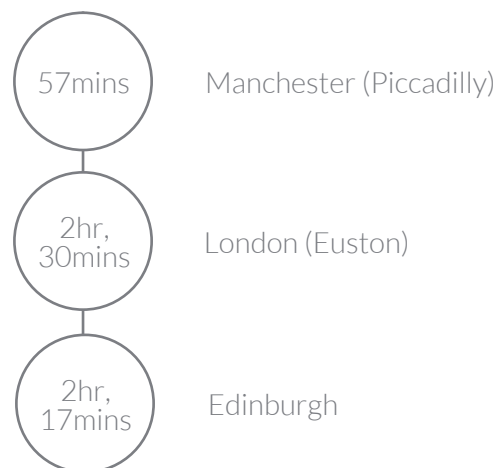 57mins
Manchester (Piccadilly)
2hr,
30mins
London (Euston)
2hr,
17mins
Edinburgh